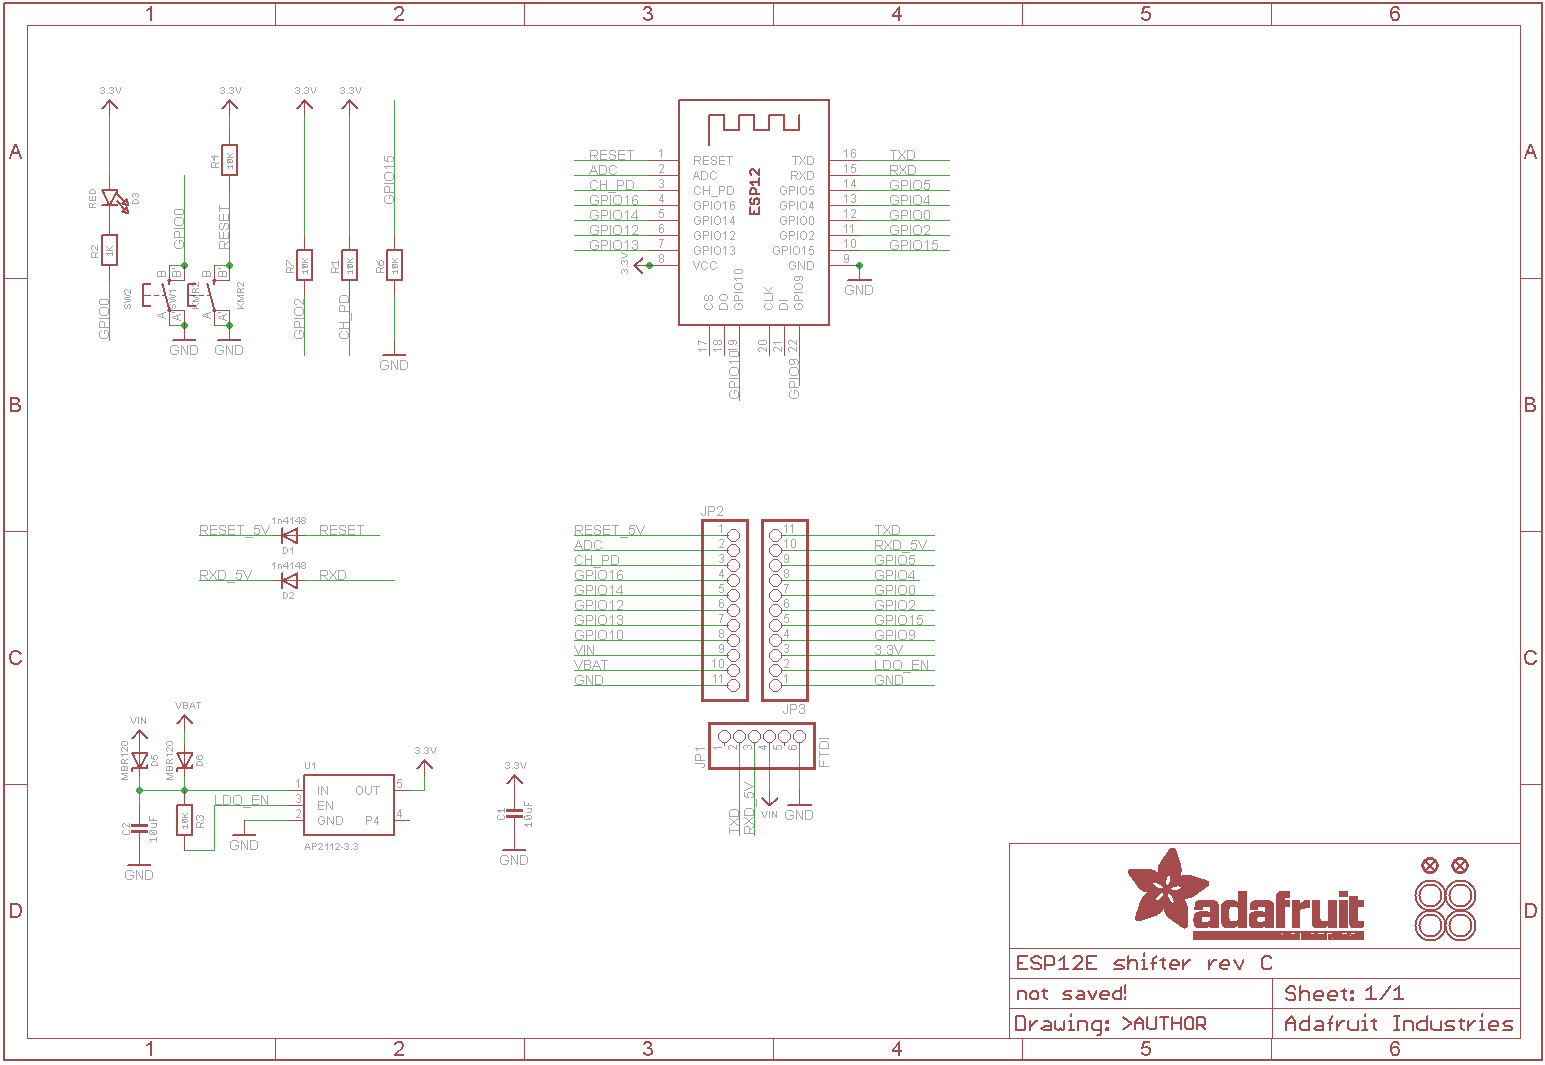 1 2 3 4 5 6
A
B
C
D
A
B
C
D
1 2 3 4 5 6
3.3V 3.3V 3.3V 3.3V
RED D3
R2 1K
GPIO0
GPIO0
R4 10K
RESET
SW2
B B'
A A'
SW1
KMR2
B B'
A A'
KMR2
GND GND
R7 10K
GPIO2
R1 10K
CH_PD
GPIO15
R6 10K
GND
RESET 1 RESET TXD 16 TXD
ADC 2 ADC RXD 15 RXD
CH_PD 3 CH_PD GPIO5 14 GPIO5
GPIO16 4 GPIO16 GPIO4 13 GPIO4
GPIO14 5 GPIO14 GPIO0 12 GPIO0
GPIO12 6 GPIO12 GPIO2 11 GPIO2
GPIO13 7 GPIO13 GPIO15 10 GPIO15
3.3V 8 VCC GND 9
GND
ESP12
CS DO GPIO10 CLK DI GPIO9
17 18 19 20 21 22
GPIO10 GPIO9
RESET_5V 1n4148 RESET
D1
RXD_5V 1n4148 RXD
D2
JP2
RESET_5V 1 11 TXD
ADC 2 10 RXD_5V
CH_PD 3 9 GPIO5
GPIO16 4 8 GPIO4
GPIO14 5 7 GPIO0
GPIO12 6 6 GPIO2
GPIO13 7 5 GPIO15
GPIO10 8 4 GPIO9
VIN 9 3 3.3V
VBAT 10 2 LDO_EN
GND 11 1 GND
JP3
JP1 1 2 3 4 5 6 FTDI
TXD RXD_5V VIN GND
VIN VBAT
MBR120 D5 MBR120 D6
C2 10uF
GND
R3 10K
LDO_EN
GND
U1
1 IN OUT 5
3 EN
2 GND P4 4
AP2112-3.3
3.3V
3.3V
C1 10uF
GND
adafruit
ESP12E shifter rev C
not saved!
Sheet: 1/1
Drawing: >AUTHOR
Adafruit Industries